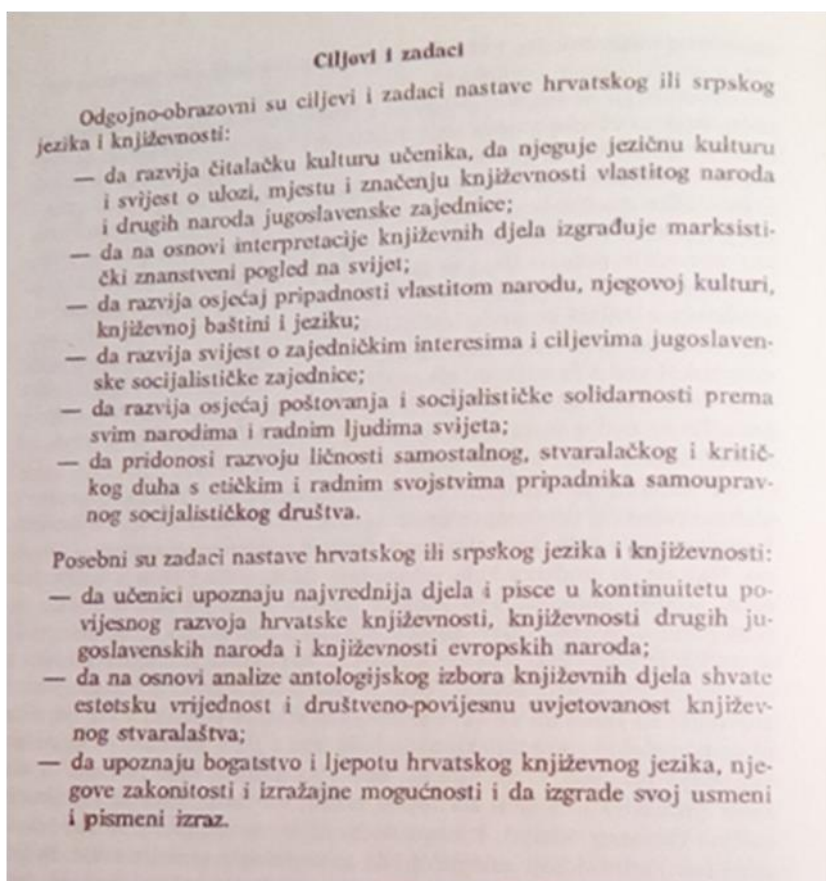 Ciljevi i zadaci
Odgojno-obrazovni su ciljevi i zadaci nastave hrvatskog ili srpskog
jezika i književnosti:
— da razvija čitalačku kulturu učenika, da njeguje jezičnu kulturu
i svijest o ulozi, mjestu i značenju književnosti vlastitog naroda
i drugih naroda jugoslavenske zajednice;
— da na osnovi interpretacije književnih djela izgrađuje marksisti-
čki znanstveni pogled na svijet;
— da razvija osjećaj pripadnosti vlastitom narodu, njegovoj kulturi,
književnoj baštini i jeziku;
— da razvija svijest o zajedničkim interesima i ciljevima jugoslaven-
ske socijalističke zajednice;
— da razvija osjećaj poštovanja i socijalističke solidarnosti prema
svim narodima i radnim ljudima svijeta;
— da pridonosi razvoju ličnosti samostalnog, stvaralačkog i kritič-
kog duha s etičkim i radnim svojstvima pripadnika samouprav-
nog socijalističkog društva.
Posebni su zadaci nastave hrvatskog ili srpskog jezika i književnosti:
— da učenici upoznaju najvrednija djela i pisce u kontinuitetu po-
vijesnog razvoja hrvatske književnosti, književnosti drugih ju-
goslavenskih naroda i književnosti evropskih naroda;
— da na osnovi analize antologijskog izbora književnih djela shvate
estetsku vrijednost i društveno-povijesnu uvjetovanost književ-
nog stvaralaštva;
— da upoznaju bogatstvo i ljepotu hrvatskog književnog jezika, nje-
gove zakonitosti i izražajne mogućnosti i da izgrade svoj usmeni
i pismeni izraz.